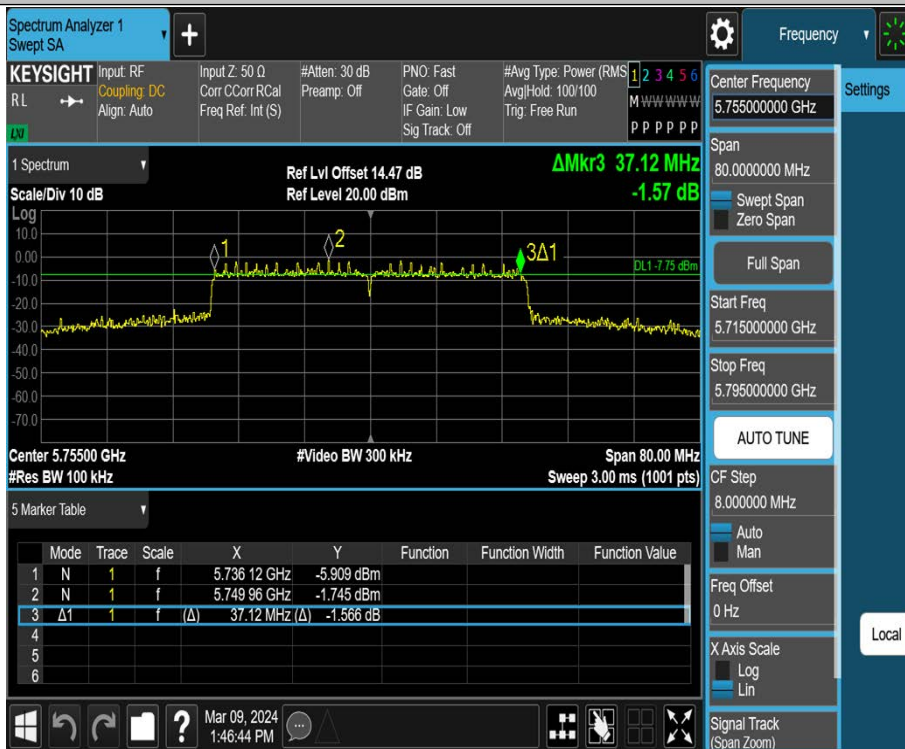 Spectrum Analyzer 1
Swept SA
+
Frequency
KEYSIGHT
RL
LXI
Input: RF
Coupling: DC
Align: Auto
Input Z: 50 Ω
Corr CCorr RCal
Freq Ref: Int (S)
#Atten: 30 dB
Preamp: Off
PNO: Fast
Gate: Off
IF Gain: Low
Sig Track: Off
#Avg Type: Power (RMS
Avg|Hold: 100/100
Trig: Free Run
1 2 3 4 5 6
M W W W W W
P P P P P P
1 Spectrum
Scale/Div 10 dB
Ref Lvl Offset 14.47 dB
Ref Level 20.00 dBm
ΔMkr3 37.12 MHz
-1.57 dB
Log
10.0
0.00
-10.0
-20.0
-30.0
-40.0
-50.0
-60.0
-70.0
1
2
3Δ1
DL1 -7.75 dBm
Center 5.75500 GHz
#Video BW 300 kHz
Span 80.00 MHz
#Res BW 100 kHz
Sweep 3.00 ms (1001 pts)
5 Marker Table
Mode Trace Scale X Y Function Function Width Function Value
1 N 1 f 5.736 12 GHz -5.909 dBm
2 N 1 f 5.749 96 GHz -1.745 dBm
3 Δ1 1 f (Δ) 37.12 MHz (Δ) -1.566 dB
4
5
6
?
Mar 09, 2024
1:46:44 PM
Center Frequency
5.755000000 GHz
Settings
Span
80.0000000 MHz
Swept Span
Zero Span
Full Span
Start Freq
5.715000000 GHz
Stop Freq
5.795000000 GHz
AUTO TUNE
CF Step
8.000000 MHz
Auto
Man
Freq Offset
0 Hz
Local
X Axis Scale
Log
Lin
Signal Track
(Span Zoom)